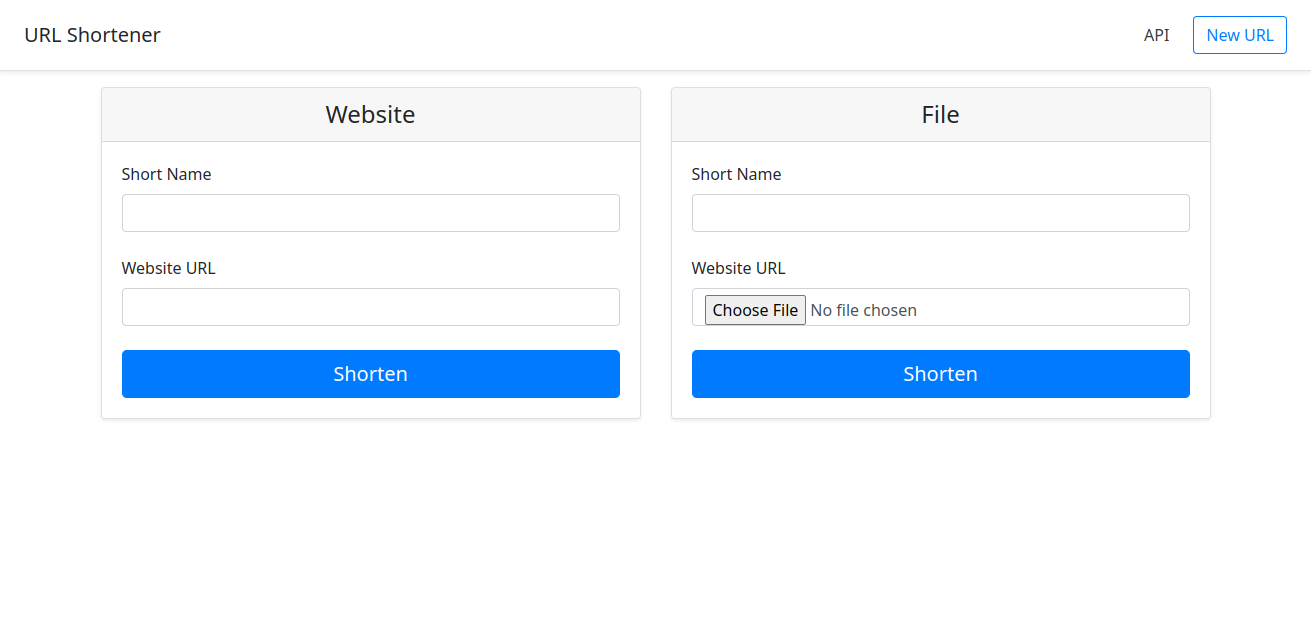 URL Shortener
API
New URL
Website
Short Name
Website URL
Shorten
File
Short Name
Website URL
Choose File No file chosen
Shorten